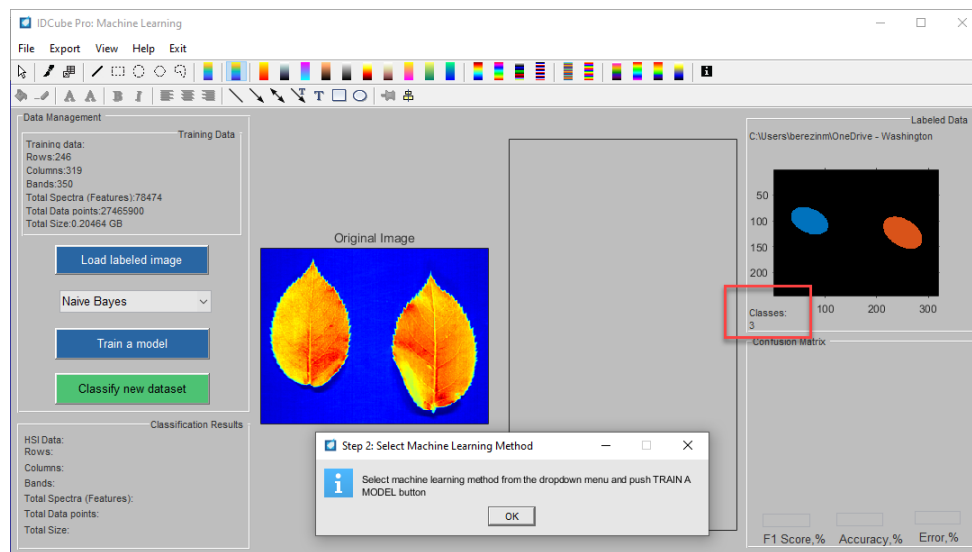 IDCube Pro: Machine Learning
File Export View Help Exit
A A B I T
Data Management
Training Data
Training data:
Rows:246
Columns:319
Bands:350
Total Spectra (Features):78474
Total Data points:27465900
Total Size:0.20464 GB
Load labeled image
Naive Bayes
Train a model
Classify new dataset
Classification Results
HSI Data:
Rows:
Columns:
Bands:
Total Spectra (Features):
Total Data points:
Total Size:
Original Image
Labeled Data
C:\Users\berezinm\OneDrive - Washington
50
100
150
200
100 200 300
Classes:
3
Confusion Matrix
Step 2: Select Machine Learning Method
Select machine learning method from the dropdown menu and push TRAIN A
MODEL button
OK
F1 Score,% Accuracy,% Error,%